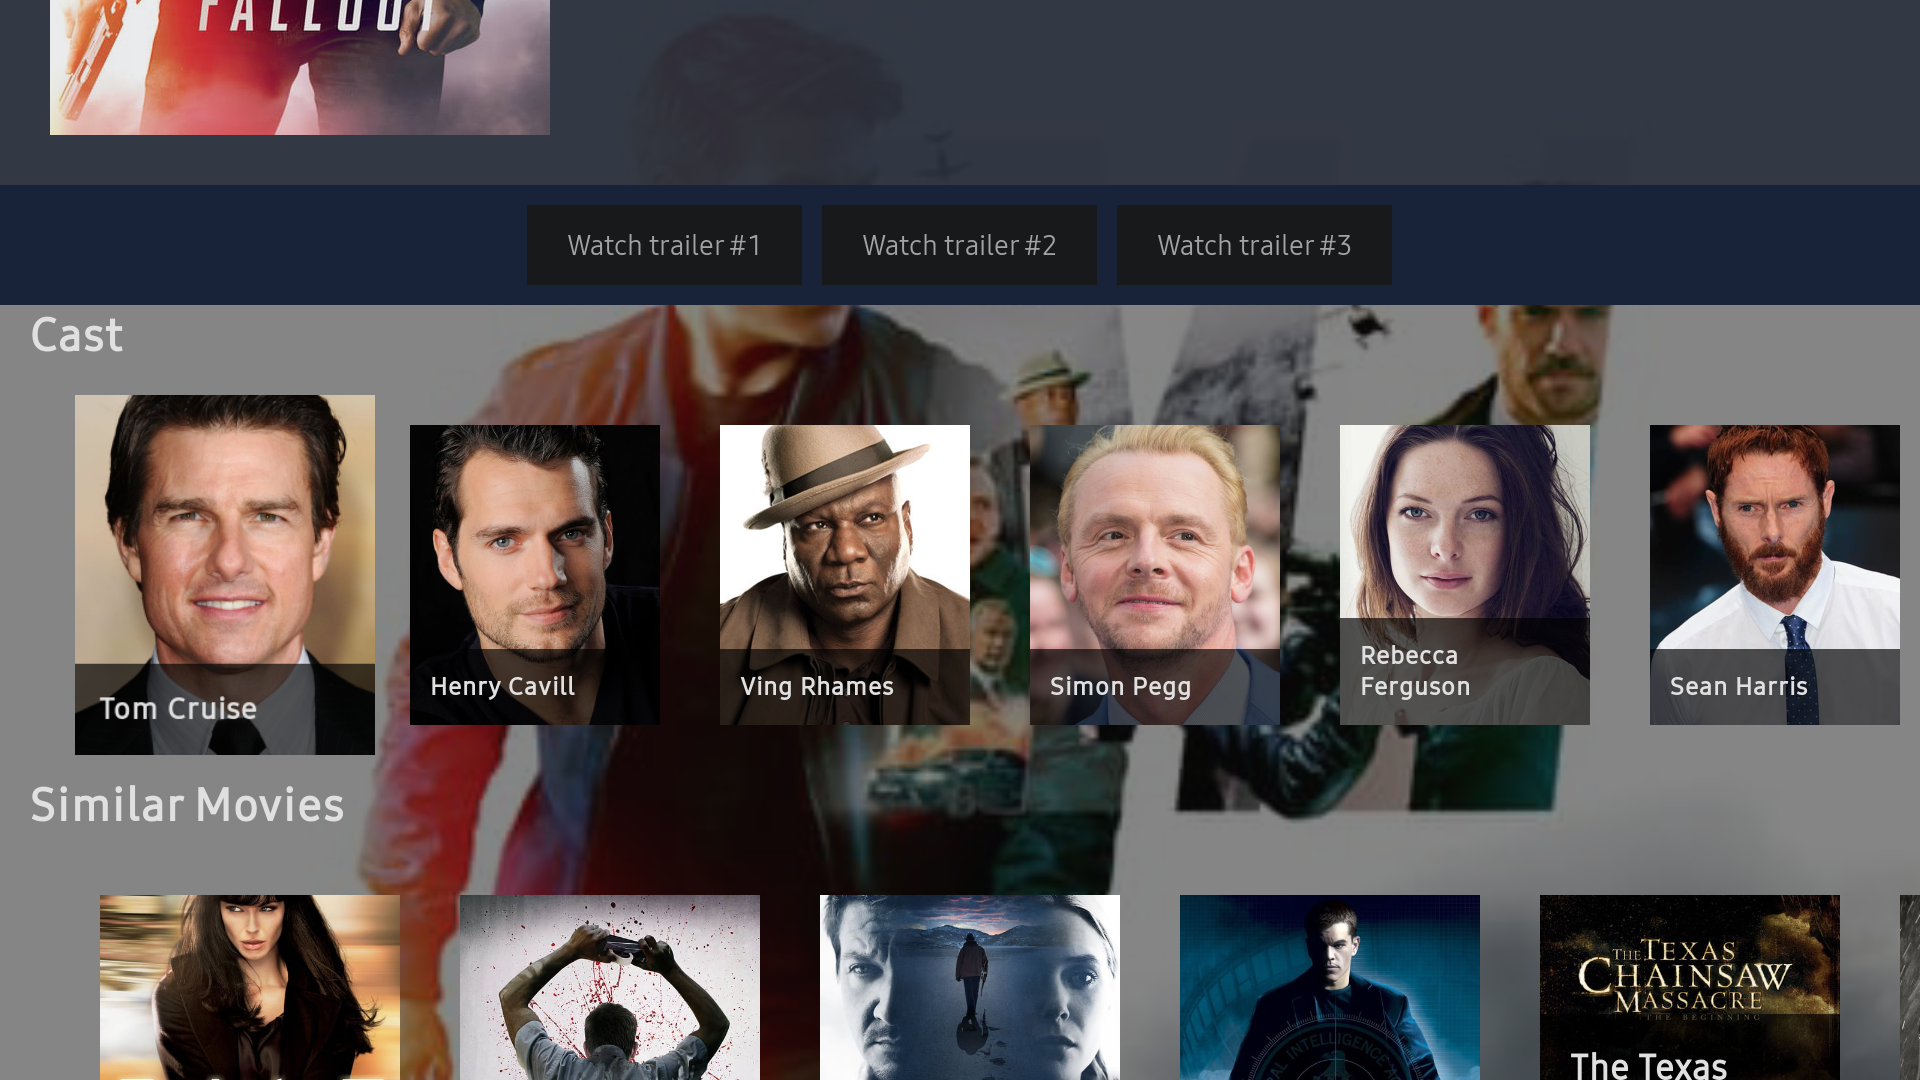 FALLOUT
Watch trailer #1
Watch trailer #2
Watch trailer #3
Cast
Tom Cruise
Henry Cavill
Ving Rhames
Simon Pegg
Rebecca
Ferguson
Sean Harris
Similar Movies
THE TEXAS
CHAINSAW
MASSACRE
THE BEGINNING
The Texas